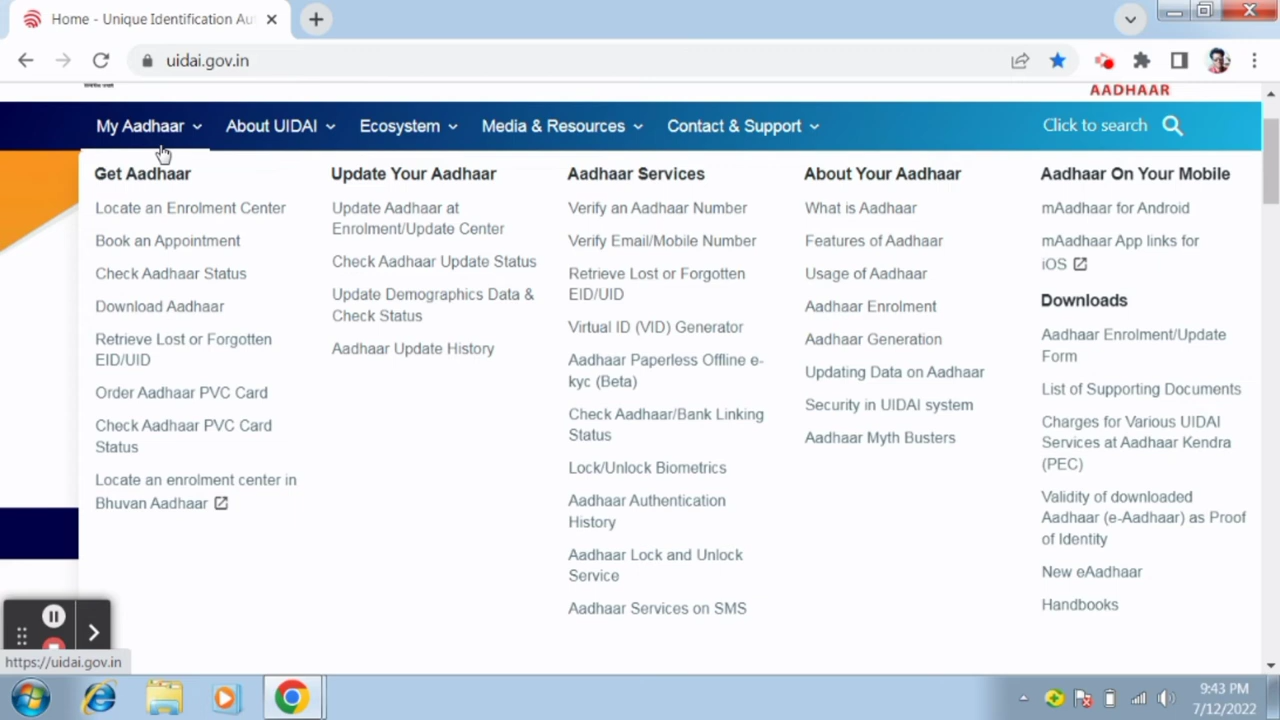 Home - Unique Identification Au
uidai.gov.in
AADHAAR
My Aadhaar
About UIDAI
Ecosystem
Media & Resources
Contact & Support
Click to search
Get Aadhaar
Locate an Enrolment Center
Book an Appointment
Check Aadhaar Status
Download Aadhaar
Retrieve Lost or Forgotten
EID/UID
Order Aadhaar PVC Card
Check Aadhaar PVC Card
Status
Locate an enrolment center in
Bhuvan Aadhaar
Update Your Aadhaar
Update Aadhaar at
Enrolment/Update Center
Check Aadhaar Update Status
Update Demographics Data &
Check Status
Aadhaar Update History
Aadhaar Services
Verify an Aadhaar Number
Verify Email/Mobile Number
Retrieve Lost or Forgotten
EID/UID
Virtual ID (VID) Generator
Aadhaar Paperless Offline e-
kyc (Beta)
Check Aadhaar/Bank Linking
Status
Lock/Unlock Biometrics
Aadhaar Authentication
History
Aadhaar Lock and Unlock
Service
Aadhaar Services on SMS
About Your Aadhaar
What is Aadhaar
Features of Aadhaar
Usage of Aadhaar
Aadhaar Enrolment
Aadhaar Generation
Updating Data on Aadhaar
Security in UIDAI system
Aadhaar Myth Busters
Aadhaar On Your Mobile
mAadhaar for Android
mAadhaar App links for
iOS
Downloads
Aadhaar Enrolment/Update
Form
List of Supporting Documents
Charges for Various UIDAI
Services at Aadhaar Kendra
(PEC)
Validity of downloaded
Aadhaar (e-Aadhaar) as Proof
of Identity
New eAadhaar
Handbooks
https://uidai.gov.in
9:43 PM
7/12/2022